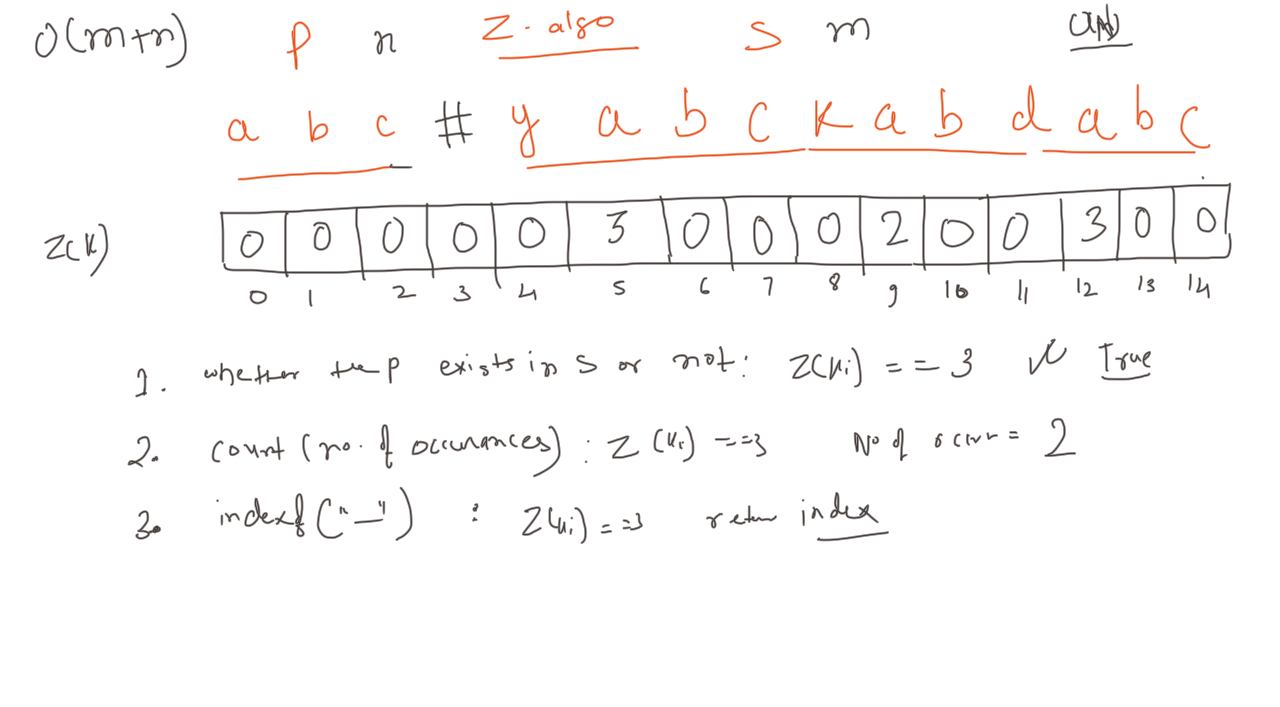 O(m+n) p n Z-algo S m
a b c # y a b c k a b d a b c
Z(k) 0 0 0 0 0 3 0 0 0 2 0 0 3 0 0
0 1 2 3 4 5 6 7 8 9 10 11 12 13 14
1. whether the p exists in S or not: Z(ki) == 3 ✓ True
2. count (no. of occurances) : Z (ki) ==3 No of occur = 2
3. indexof ("_") : Z(ki) ==3 return index